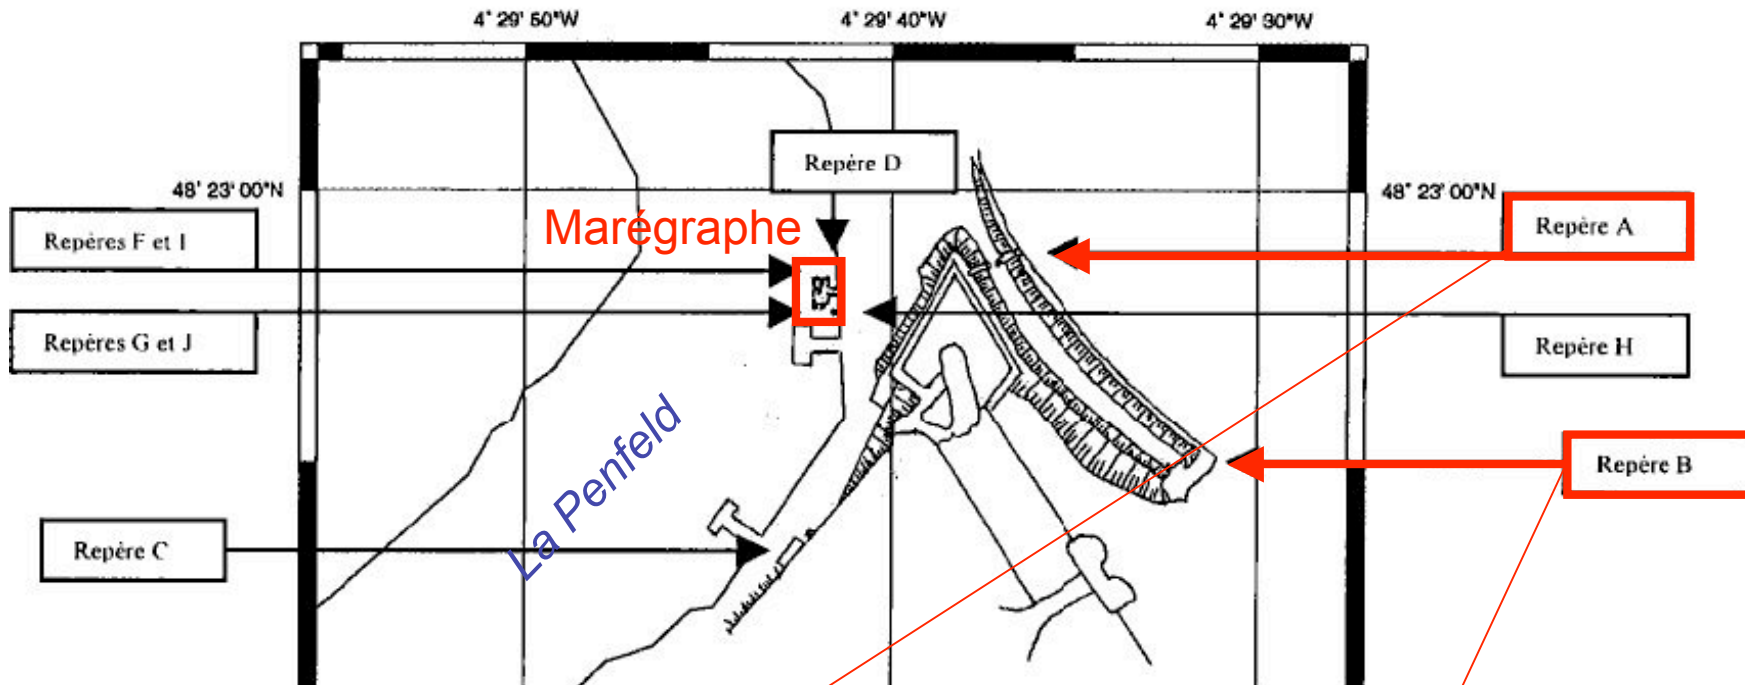 4° 29' 50"W
4° 29' 40"W
4° 29' 30"W
Repère D
48° 23' 00"N
48° 23' 00"N
Repères F et I
Marégraphe
Repère A
Repères G et J
Repère H
La Penfeld
Repère B
Repère C